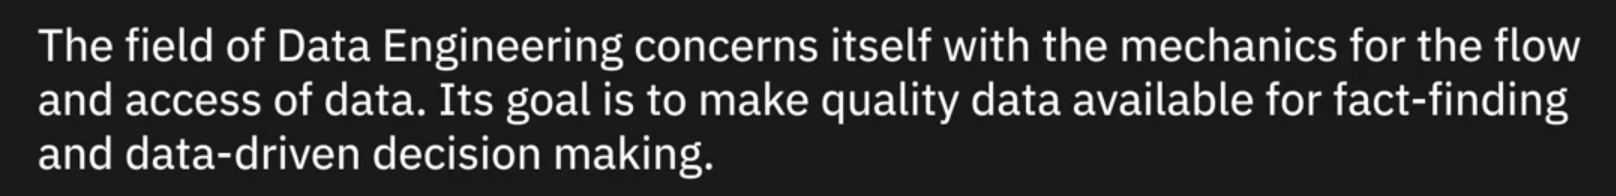 The field of Data Engineering concerns itself with the mechanics for the flow
and access of data. Its goal is to make quality data available for fact-finding
and data-driven decision making.